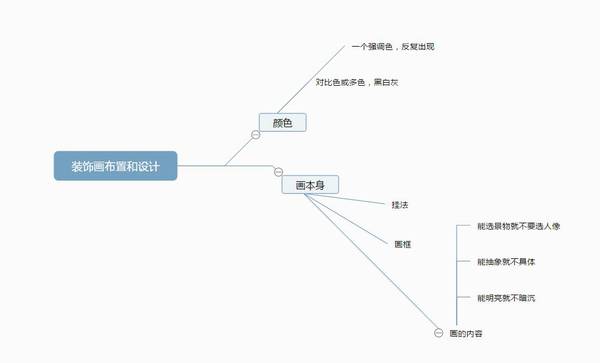 一个强调色，反复出现
对比色或多色，黑白灰
颜色
装饰画布置和设计
画本身
挂法
画框
能选景物就不要选人像
能抽象就不具体
能明亮就不暗沉
画的内容